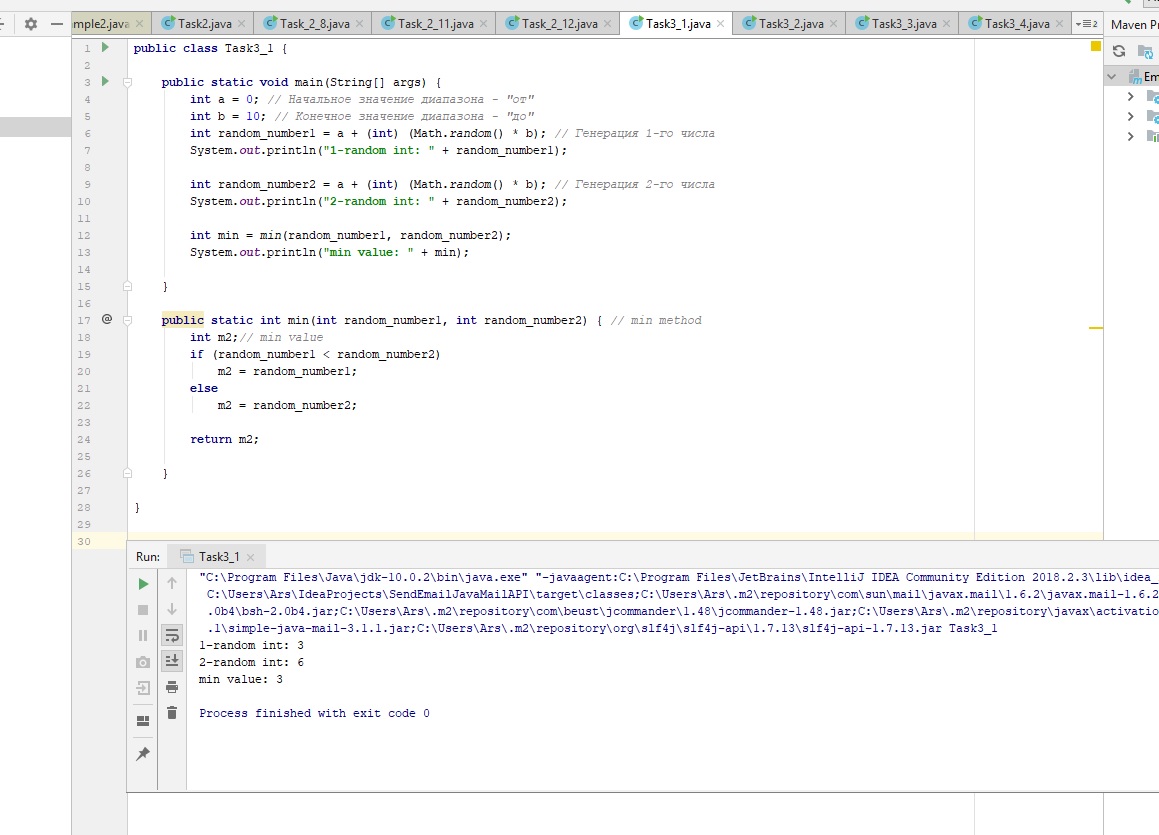 mple2.java Task2.java Task_2_8.java Task_2_11.java Task_2_12.java Task3_1.java Task3_2.java Task3_3.java Task3_4.java 2 Maven Pr
1 public class Task3_1 { Em
2
3 public static void main(String[] args) {
4 int a = 0; // Начальное значение диапазона - "от"
5 int b = 10; // Конечное значение диапазона - "до"
6 int random_number1 = a + (int) (Math.random() * b); // Генерация 1-го числа
7 System.out.println("1-random int: " + random_number1);
8
9 int random_number2 = a + (int) (Math.random() * b); // Генерация 2-го числа
10 System.out.println("2-random int: " + random_number2);
11
12 int min = min(random_number1, random_number2);
13 System.out.println("min value: " + min);
14
15 }
16
17 @ public static int min(int random_number1, int random_number2) { // min method
18 int m2;// min value
19 if (random_number1 < random_number2)
20 m2 = random_number1;
21 else
22 m2 = random_number2;
23
24 return m2;
25
26 }
27
28 }
29
30
Run: Task3_1
"C:\Program Files\Java\jdk-10.0.2\bin\java.exe" "-javaagent:C:\Program Files\JetBrains\IntelliJ IDEA Community Edition 2018.2.3\lib\idea_
C:\Users\Ars\IdeaProjects\SendEmailJavaMailAPI\target\classes;C:\Users\Ars\.m2\repository\com\sun\mail\javax.mail\1.6.2\javax.mail-1.6.2
.0b4\bsh-2.0b4.jar;C:\Users\Ars\.m2\repository\com\beust\jcommander\1.48\jcommander-1.48.jar;C:\Users\Ars\.m2\repository\javax\activatio
.1\simple-java-mail-3.1.1.jar;C:\Users\Ars\.m2\repository\org\slf4j\slf4j-api\1.7.13\slf4j-api-1.7.13.jar Task3_1
1-random int: 3
2-random int: 6
min value: 3
Process finished with exit code 0